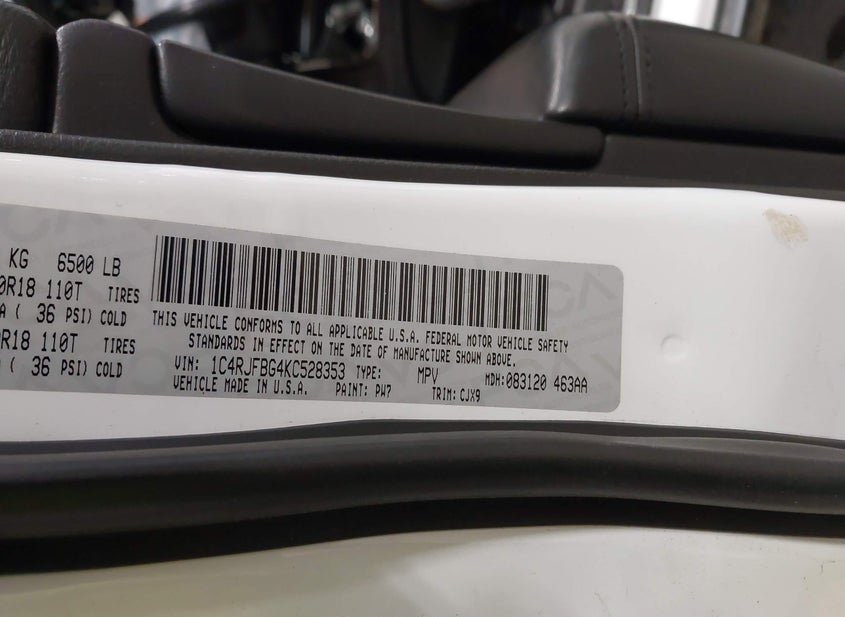 KG 6500 LB
0R18 110T TIRES
A ( 36 PSI) COLD
0R18 110T TIRES
( 36 PSI) COLD
THIS VEHICLE CONFORMS TO ALL APPLICABLE U.S.A. FEDERAL MOTOR VEHICLE SAFETY
STANDARDS IN EFFECT ON THE DATE OF MANUFACTURE SHOWN ABOVE.
VIN: 1C4RJFBG4KC528353 TYPE: MPV MDH:083120 463AA
VEHICLE MADE IN U.S.A. PAINT: PW7 TRIM: CJX9